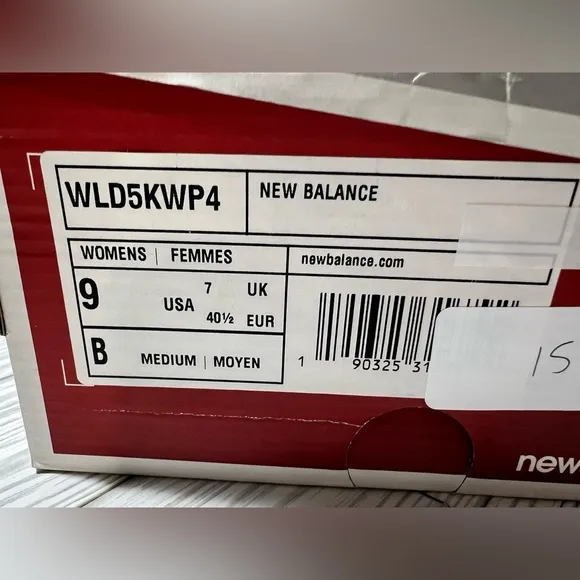 WLD5KWP4
NEW BALANCE
WOMENS | FEMMES
newbalance.com
9 USA 7 UK
40½ EUR
B MEDIUM | MOYEN
1 90325 31
15
new